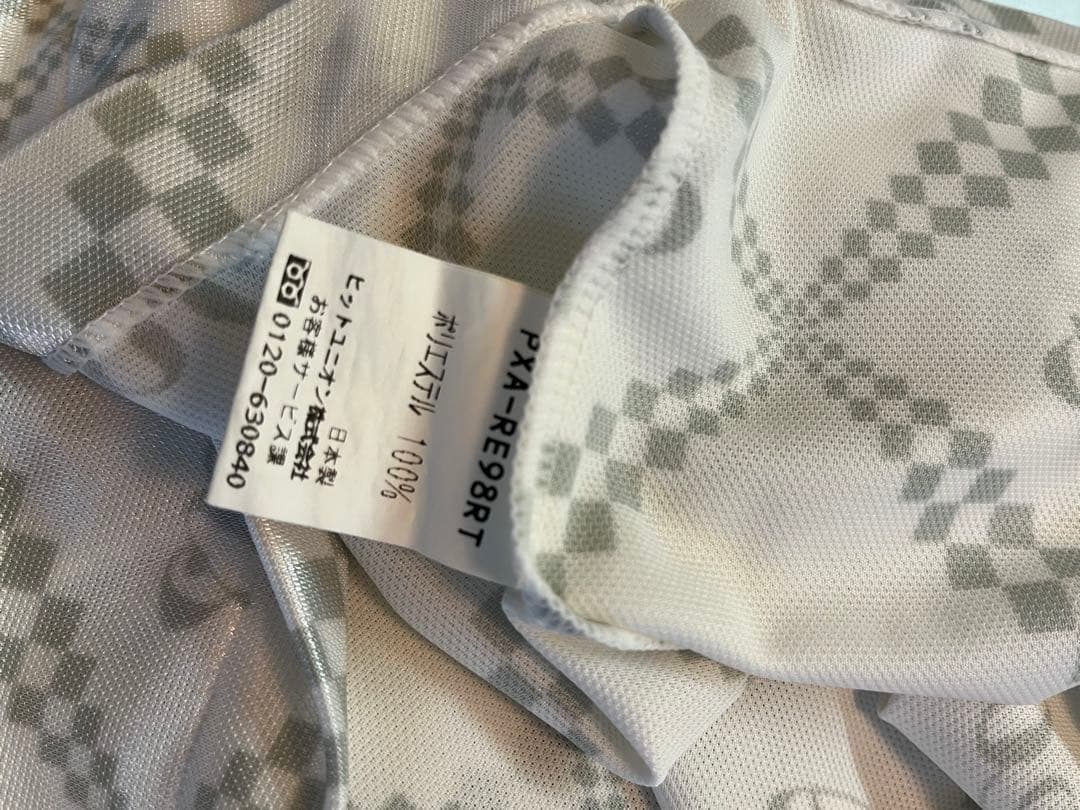 PXA-RE98RT
ポリエステル 100%
日本製
ヒットユニオン株式会社
お客様サービス課
0120-630840